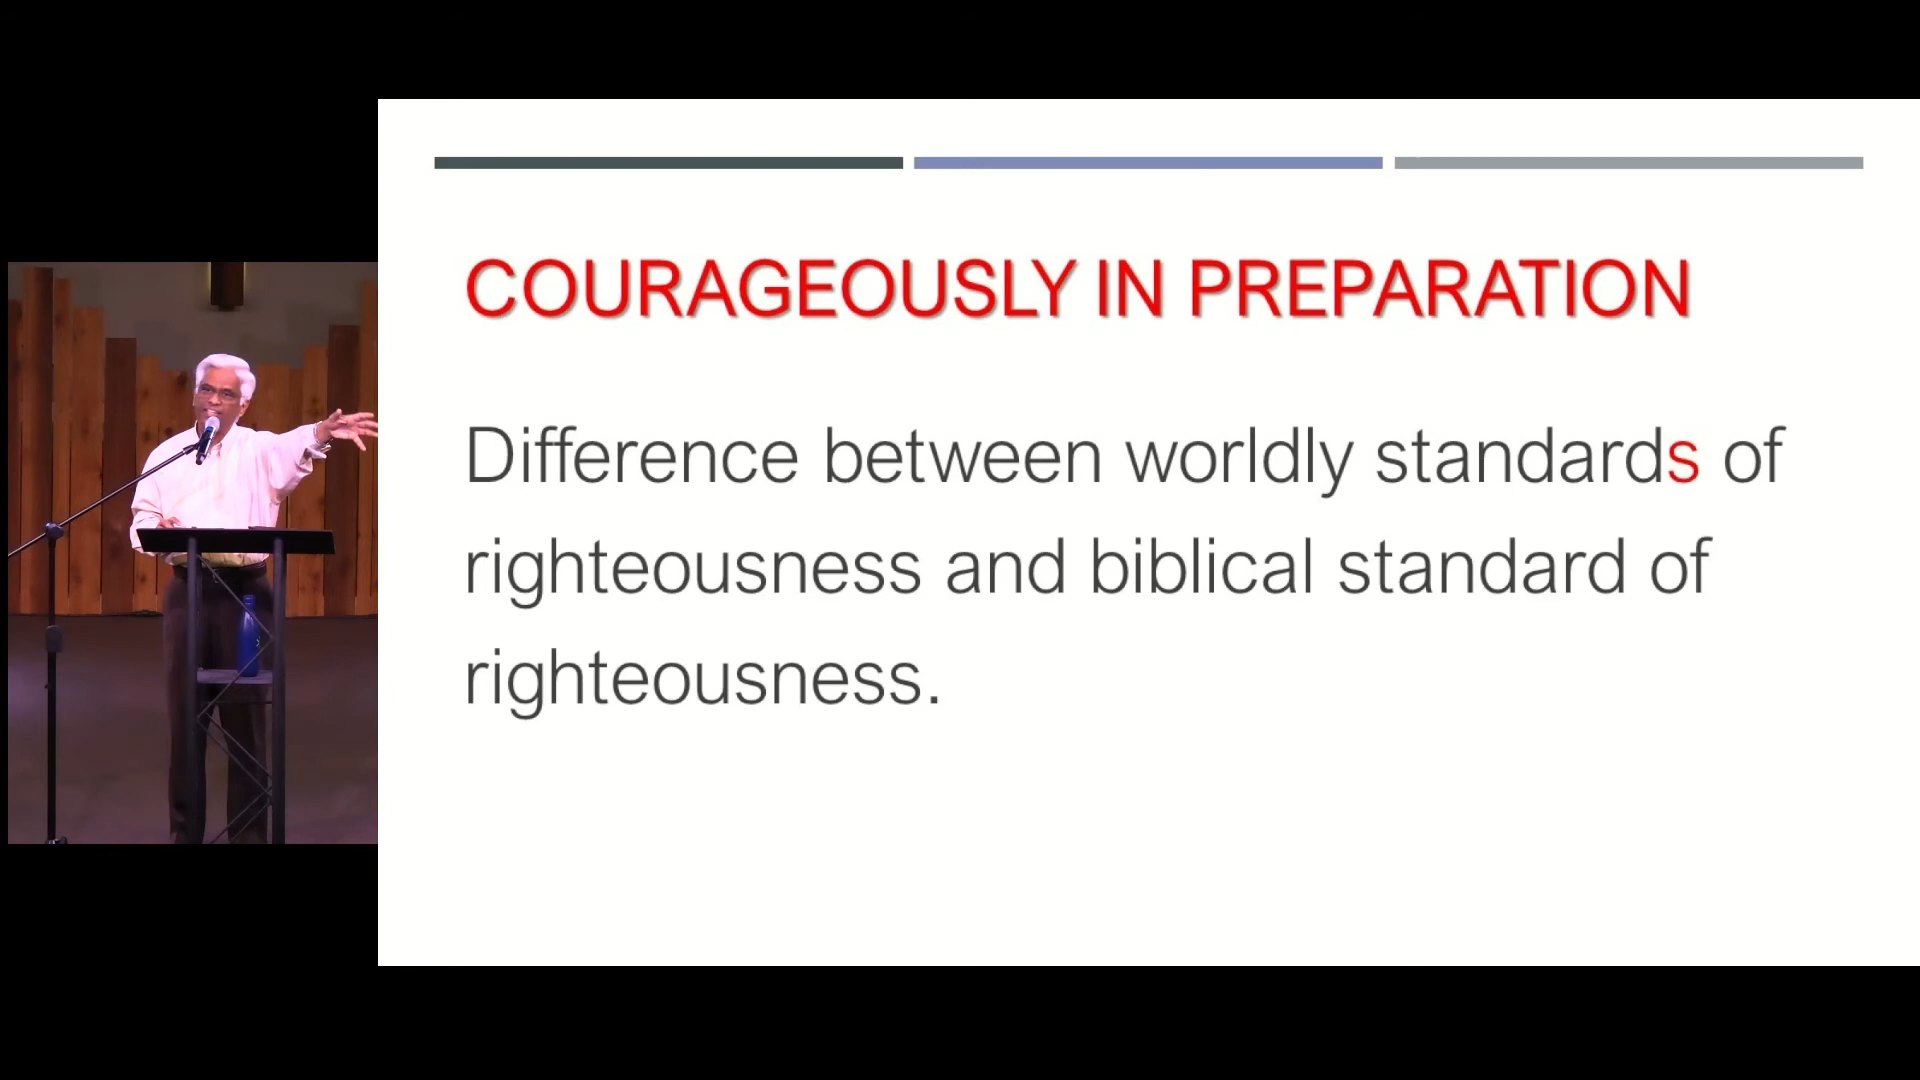 COURAGEOUSLY IN PREPARATION
Difference between worldly standards of
righteousness and biblical standard of
righteousness.